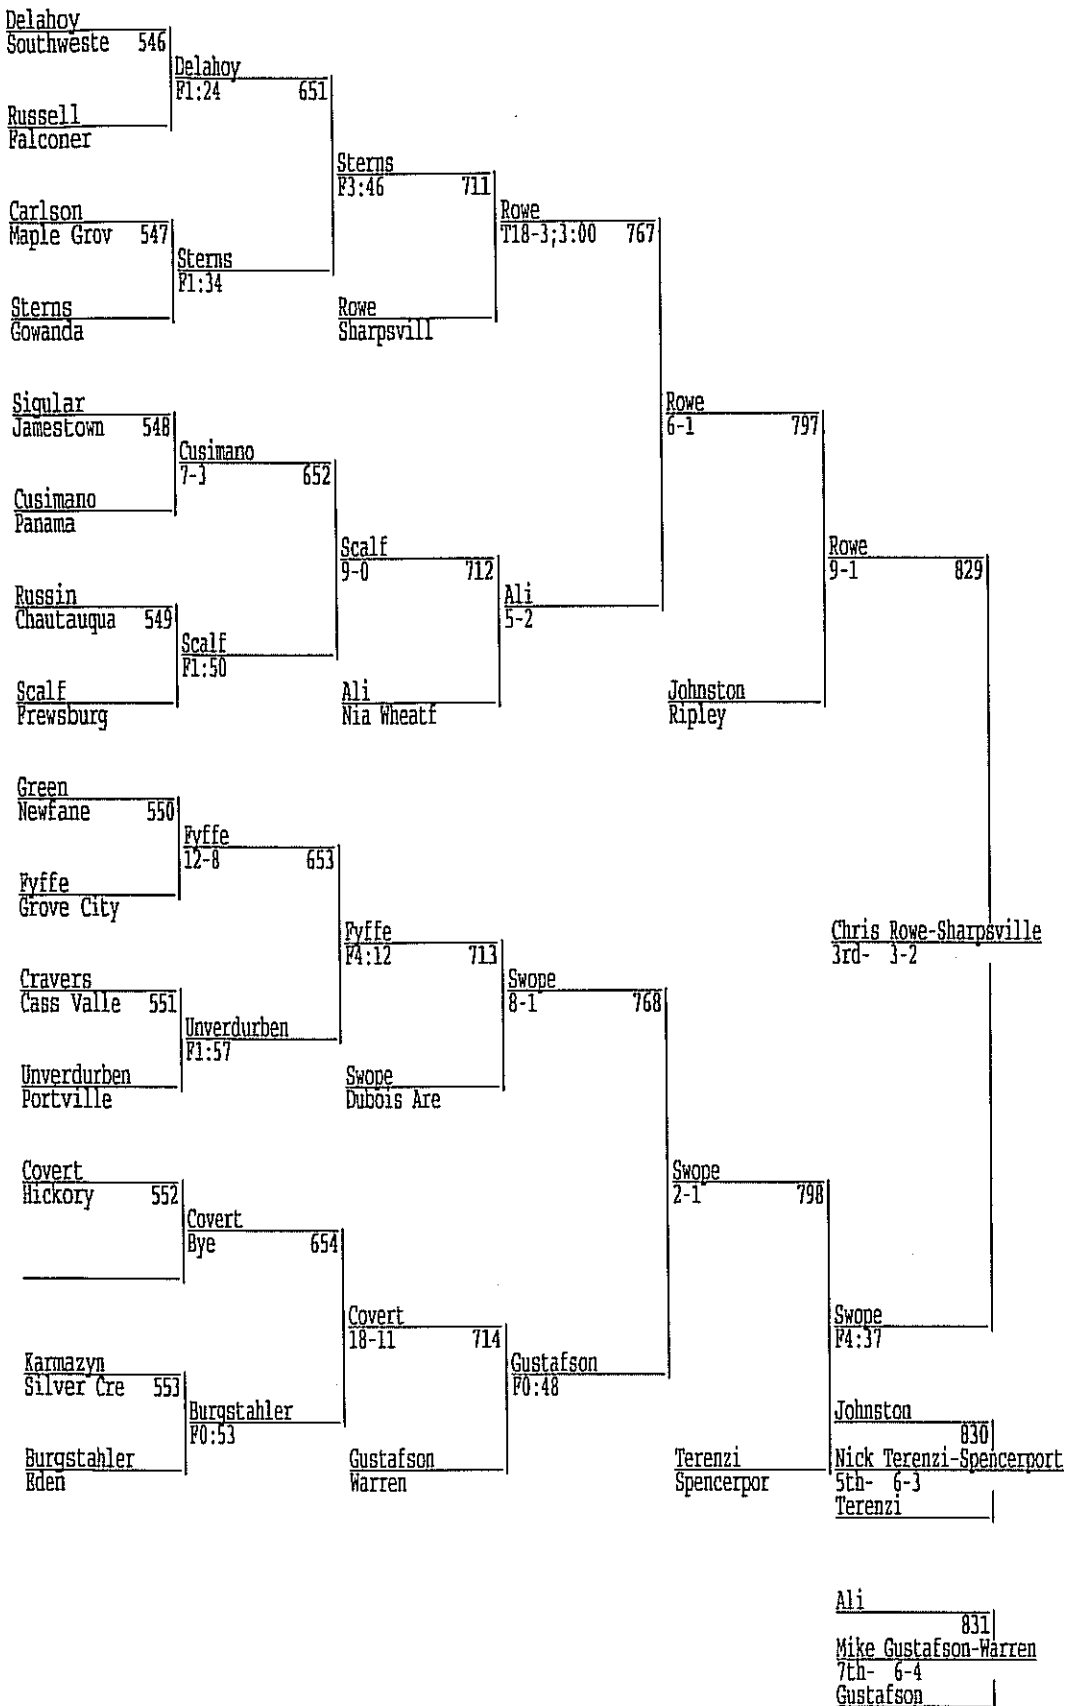 Delahoy
Southweste 546
Delahoy
F1:24 651
Russell
Falconer
Sterns
F3:46 711
Carlson
Maple Grov 547
Rowe
T18-3;3:00 767
Sterns
F1:34
Sterns
Gowanda
Rowe
Sharpsvill
Sigular
Jamestown 548
Rowe
6-1 797
Cusimano
7-3 652
Cusimano
Panama
Scalf
9-0 712
Rowe
9-1 829
Russin
Chautauqua 549
Ali
5-2
Scalf
F1:50
Scalf
Frewsburg
Ali
Nia Wheatf
Johnston
Ripley
Green
Newfane 550
Fyffe
12-8 653
Fyffe
Grove City
Fyffe
F4:12 713
Chris Rowe-Sharpsville
3rd- 3-2
Cravers
Cass Valle 551
Swope
8-1 768
Unverdurben
F1:57
Unverdurben
Portville
Swope
Dubois Are
Covert
Hickory 552
Swope
2-1 798
Covert
Bye 654
Covert
18-11 714
Swope
F4:37
Karmazyn
Silver Cre 553
Gustafson
F0:48
Burgstahler
F0:53
Johnston
830
Burgstahler
Eden
Gustafson
Warren
Terenzi
Spencerpor
Nick Terenzi-Spencerport
5th- 6-3
Terenzi
Ali
831
Mike Gustafson-Warren
7th- 6-4
Gustafson